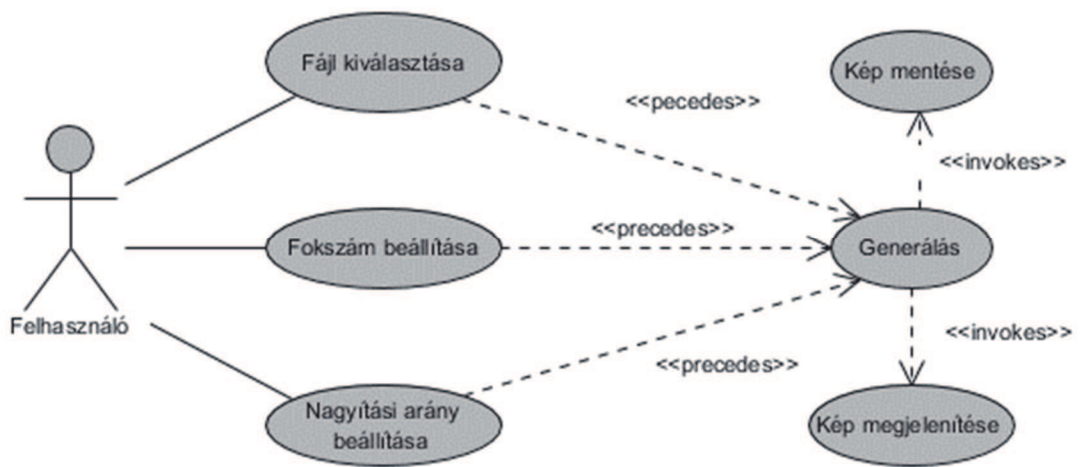 Fájl kiválasztása
Kép mentése
<<pecedes>>
<<invokes>>
<<precedes>>
Fokszám beállítása
Generálás
Felhasználó
<<invokes>>
<<precedes>>
Nagyítási arány
beállítása
Kép megjelenítése